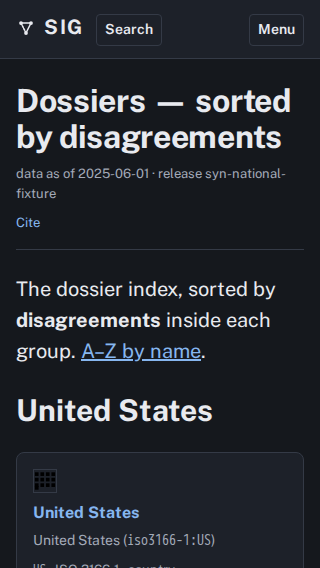 SIG
Search
Menu
Dossiers — sorted
by disagreements
data as of 2025-06-01 · release syn-national-
fixture
Cite
The dossier index, sorted by
disagreements inside each
group. A–Z by name.
United States
United States
United States (iso3166-1:US)